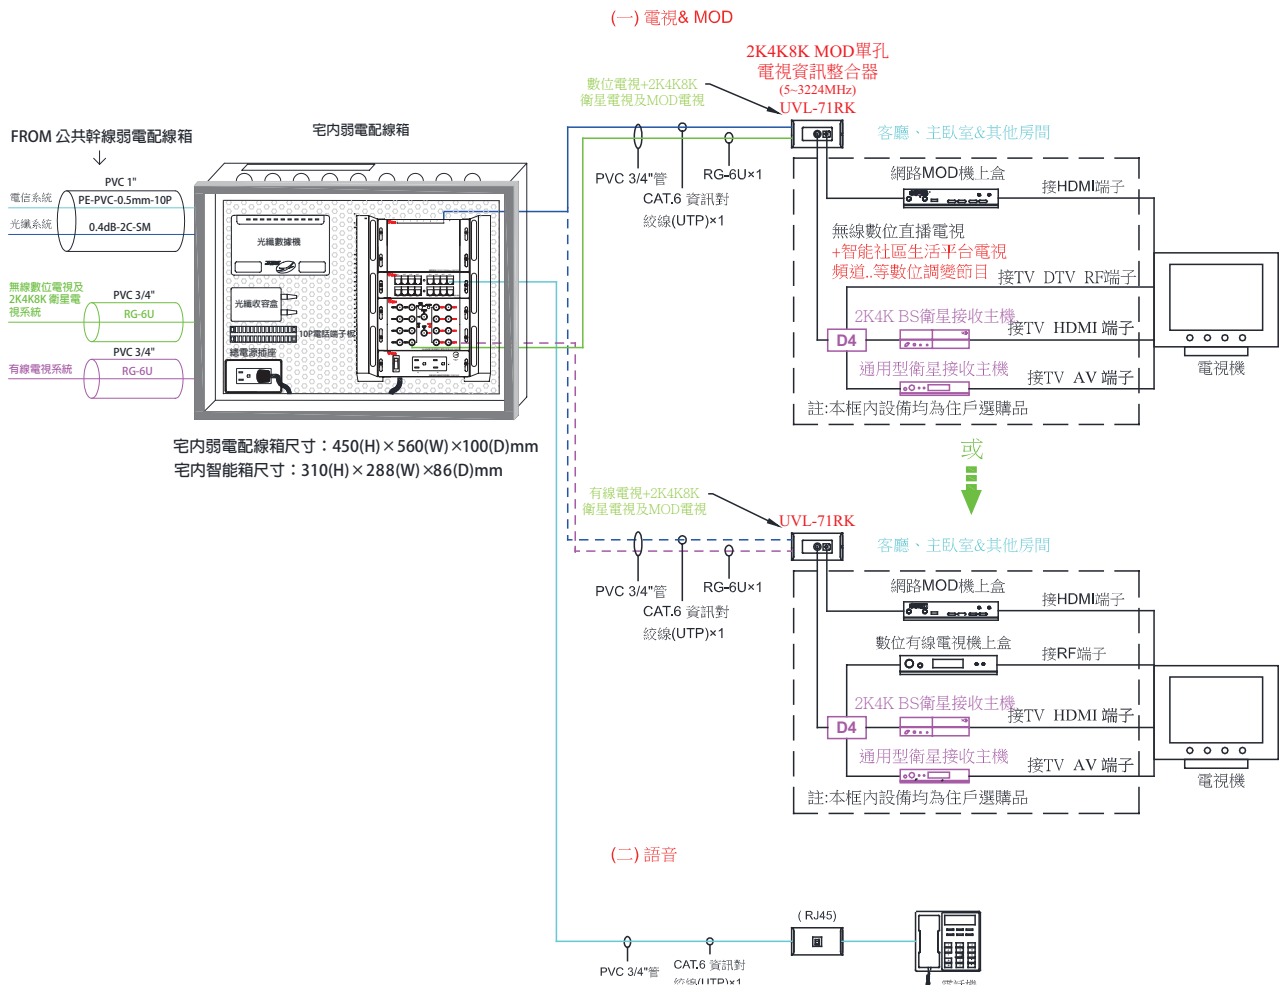 (一) 電視& MOD
2K4K8K MOD單孔
電視資訊整合器
(5~3224MHz)
UVL-71RK
數位電視+2K4K8K
衛星電視及MOD電視
客廳、主臥室&其他房間
FROM 公共幹線弱電配線箱
宅內弱電配線箱
PVC 1"
電信系統
PE-PVC-0.5mm-10P
光纖系統
0.4dB-2C-SM
無線數位電視及
2K4K8K 衛星電
視系統
PVC 3/4"
RG-6U
有線電視系統
PVC 3/4"
RG-6U
光纖數據機
光纖收容盒
10P電話端子板
總電源插座
宅內弱電配線箱尺寸：450(H)×560(W)×100(D)mm
宅內智能箱尺寸：310(H)×288(W)×86(D)mm
PVC 3/4"管
CAT.6 資訊對
絞線(UTP)×1
RG-6U×1
網路MOD機上盒
接HDMI端子
無線數位直播電視
+智能社區生活平台電視
頻道..等數位調變節目
接TV DTV RF端子
2K4K BS衛星接收主機
接TV HDMI 端子
D4
通用型衛星接收主機
接TV AV 端子
電視機
註:本框內設備均為住戶選購品
或
有線電視+2K4K8K
衛星電視及MOD電視
UVL-71RK
客廳、主臥室&其他房間
PVC 3/4"管
CAT.6 資訊對
絞線(UTP)×1
RG-6U×1
網路MOD機上盒
接HDMI端子
數位有線電視機上盒
接RF端子
2K4K BS衛星接收主機
接TV HDMI 端子
D4
通用型衛星接收主機
接TV AV 端子
電視機
註:本框內設備均為住戶選購品
(二) 語音
( RJ45)
PVC 3/4"管
CAT.6 資訊對
絞線(UTP)×1
電話機